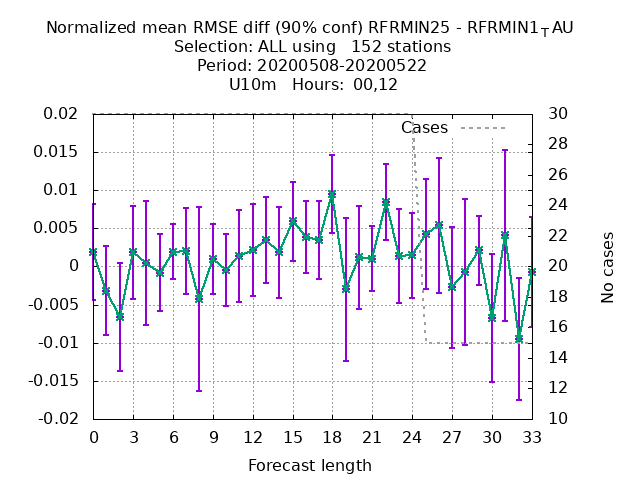 Normalized mean RMSE diff (90% conf) RFRMIN25 - RFRMIN1_TAU
Selection: ALL using   152 stations
Period: 20200508-20200522
U10m   Hours: 00,12
Cases
0.02
0.015
0.01
0.005
0
-0.005
-0.01
-0.015
-0.02
30
28
26
24
22
20
18
16
14
12
10
No cases
0 3 6 9 12 15 18 21 24 27 30 33
Forecast length